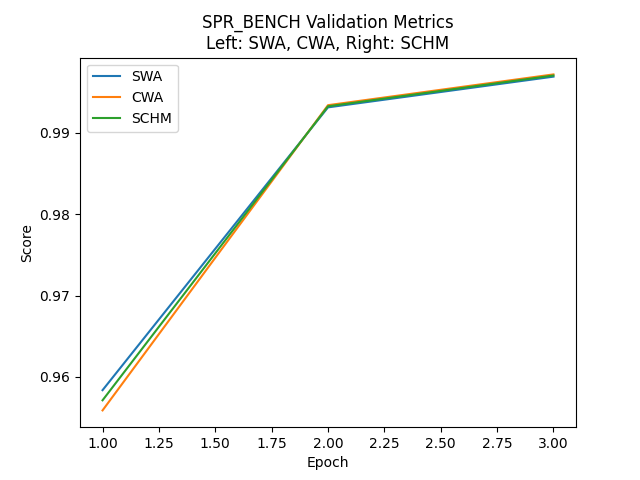 SPR_BENCH Validation Metrics
Left: SWA, CWA, Right: SCHM
SWA
CWA
SCHM
0.99
0.98
0.97
0.96
Score
1.00 1.25 1.50 1.75 2.00 2.25 2.50 2.75 3.00
Epoch